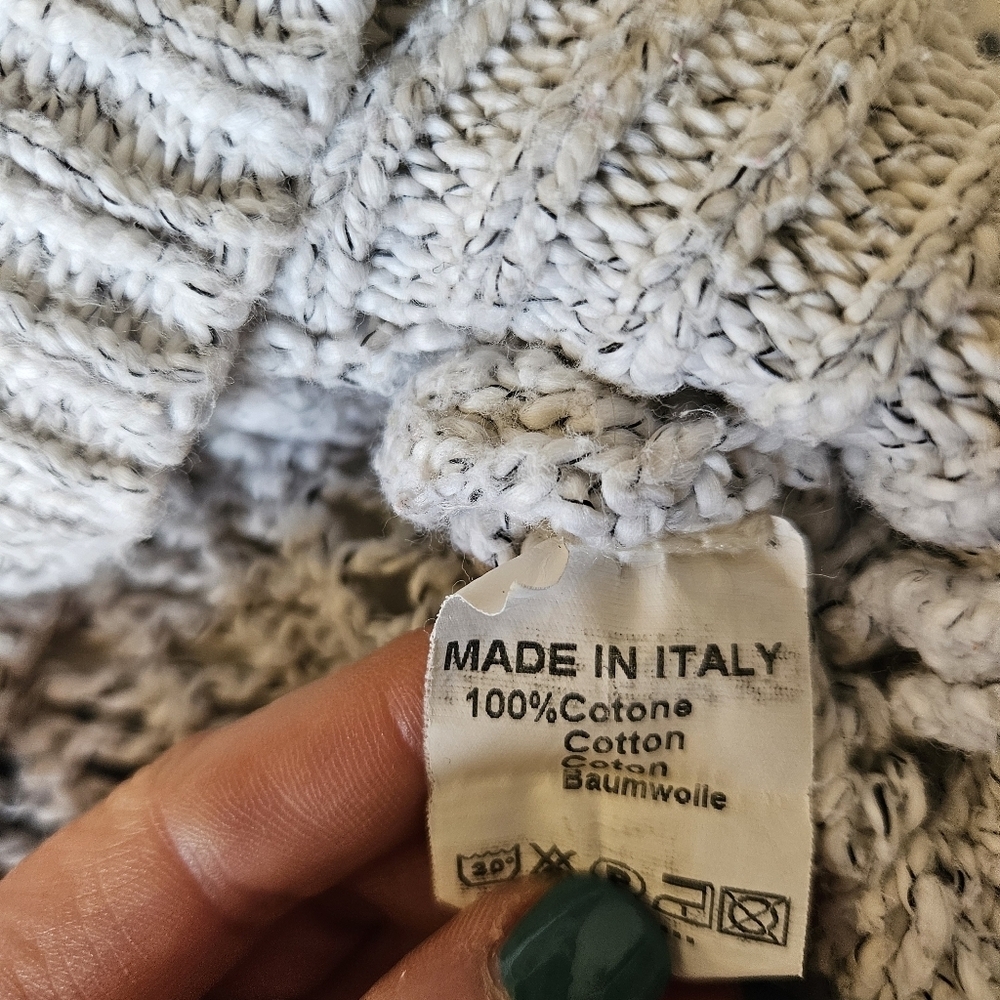 MADE IN ITALY
100%Cotone
Cotton
Coton
Baumwolle
P